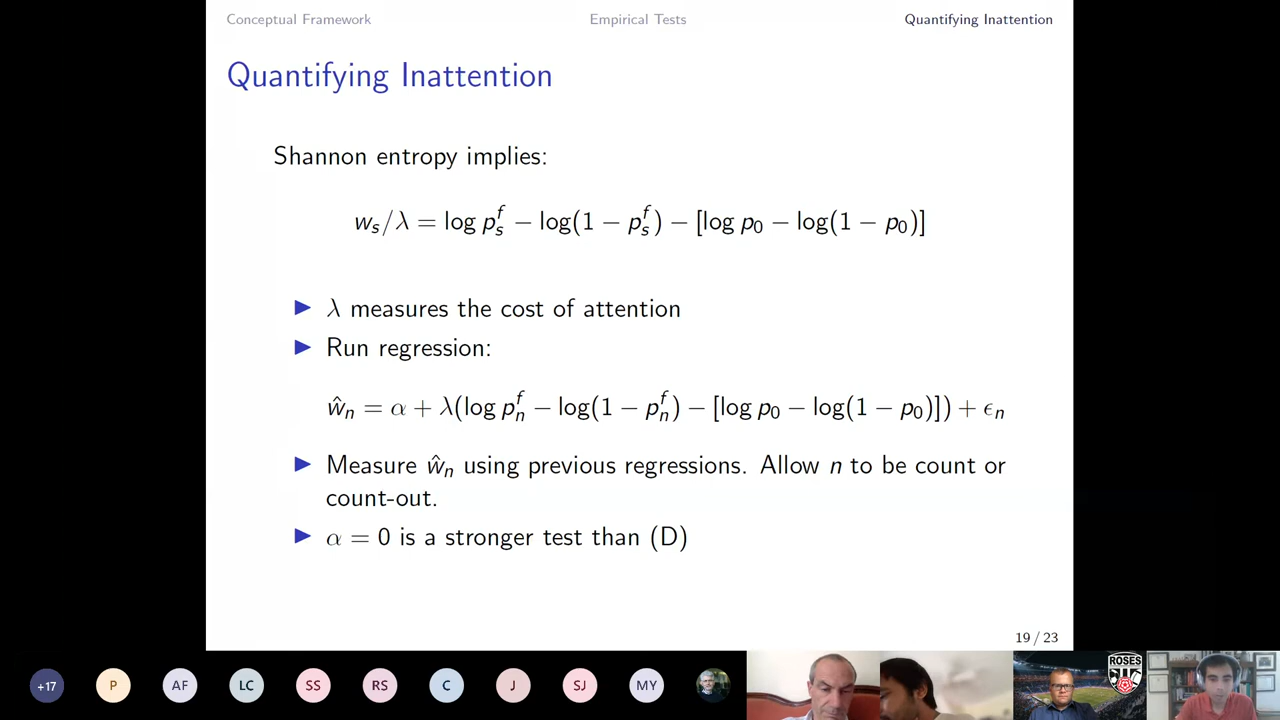 Conceptual Framework Empirical Tests Quantifying Inattention
Quantifying Inattention
Shannon entropy implies:
w_s/λ = log p_s^f − log(1 − p_s^f) − [log p_0 − log(1 − p_0)]
▶ λ measures the cost of attention
▶ Run regression:
ŵ_n = α + λ(log p_n^f − log(1 − p_n^f) − [log p_0 − log(1 − p_0)]) + ϵ_n
▶ Measure ŵ_n using previous regressions. Allow n to be count or
count-out.
▶ α = 0 is a stronger test than (D)
19 / 23
+17 P AF LC SS RS C J SJ MY
ROSES